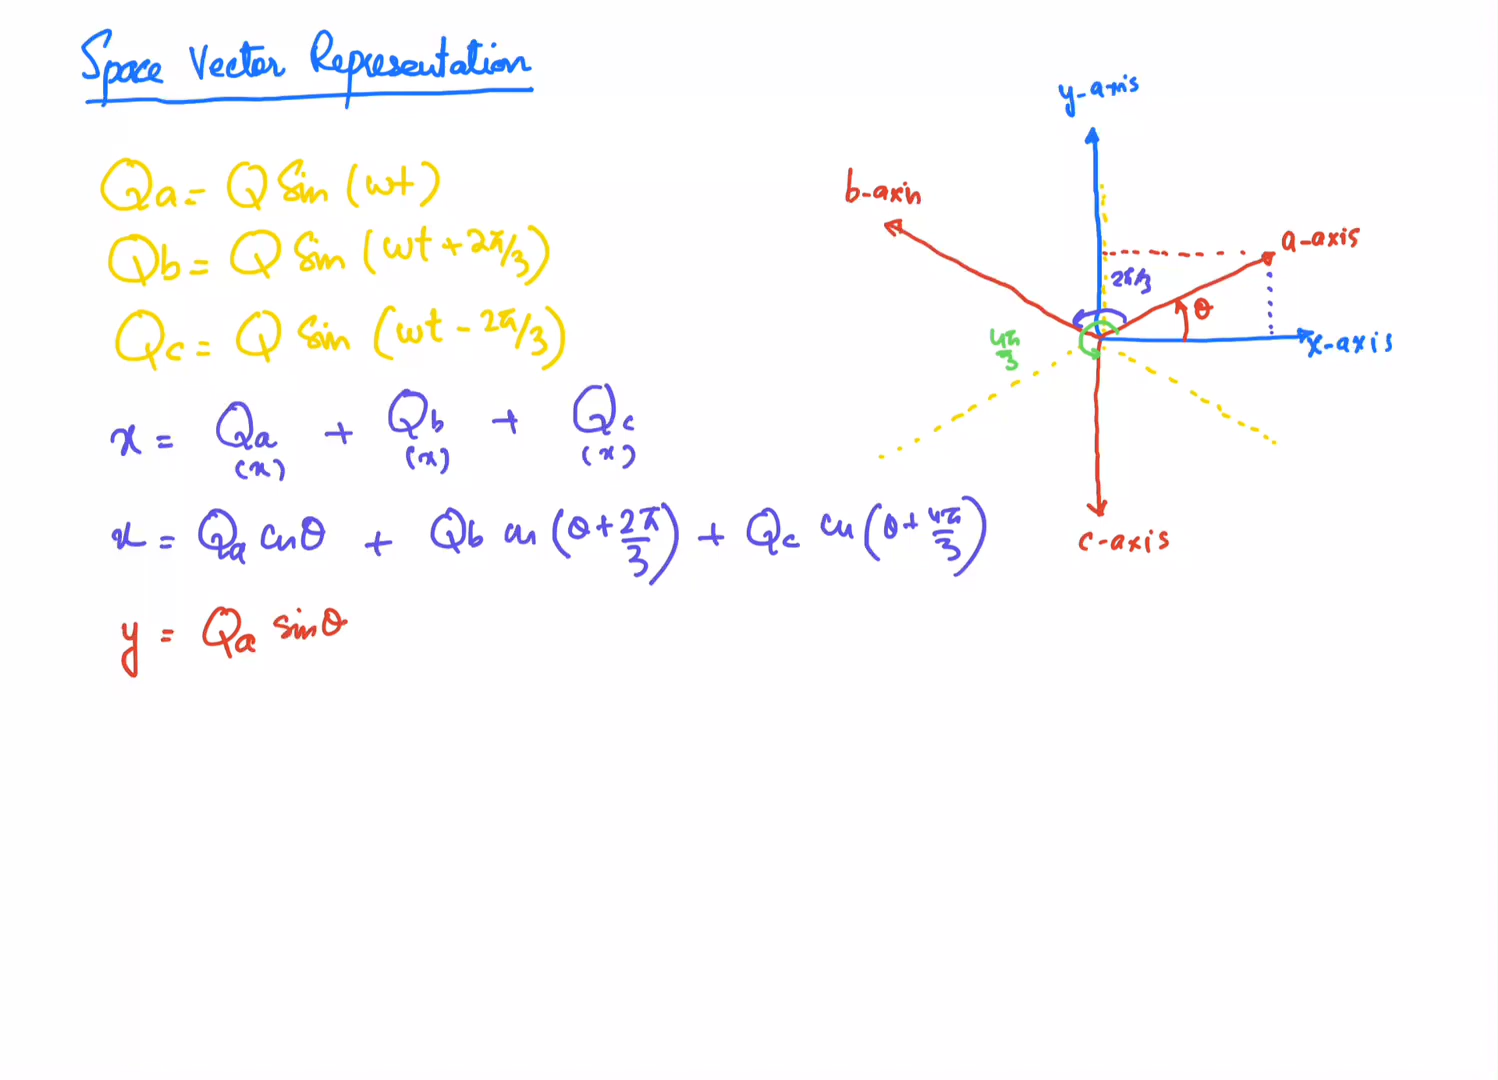 Space Vector Representation
Qa = Q Sin (wt)
Qb = Q Sin (wt + 2π/3)
Qc = Q Sin (wt - 2π/3)
x = Qa (x) + Qb (x) + Qc (x)
x = Qa cosθ + Qb cos (θ + 2π/3) + Qc cos (θ + 4π/3)
y = Qa sinθ
y-axis
b-axis
a-axis
2π/3
θ
4π/3
x-axis
c-axis